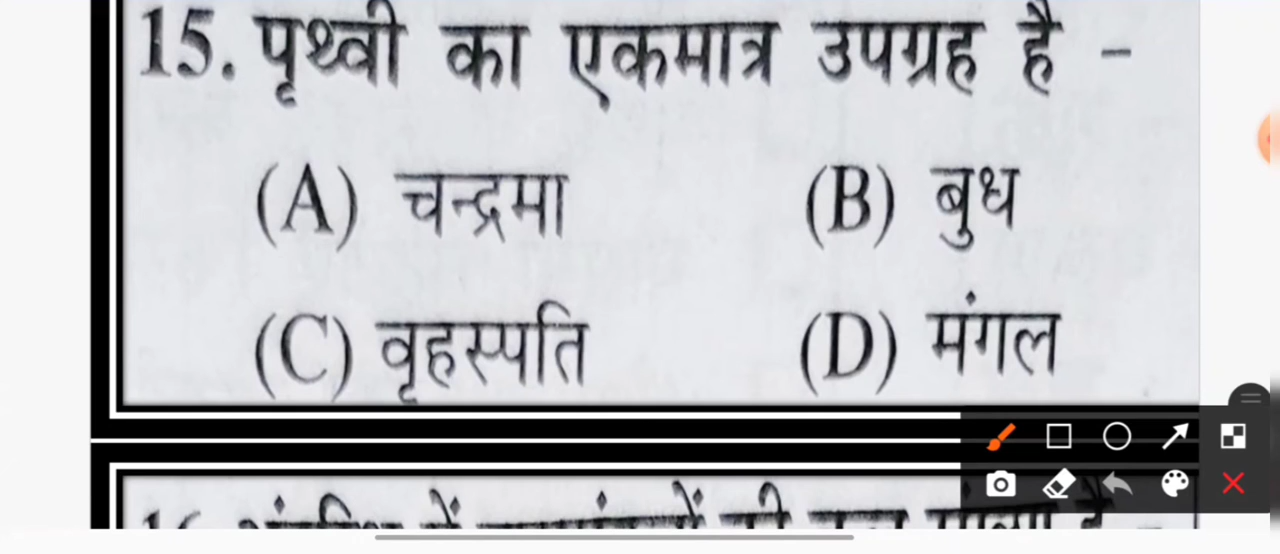 15. पृथ्वी का एकमात्र उपग्रह है -
(A) चन्द्रमा (B) बुध
(C) वृहस्पति (D) मंगल